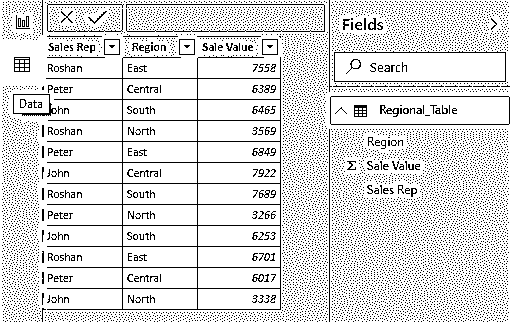 Sales Rep Region Sale Value
Roshan East 7558
Peter Central 6389
John South 6465
Roshan North 3569
Peter East 6849
John Central 7922
Roshan South 7689
Peter North 3266
John South 6253
Roshan East 6701
Peter Central 6017
John North 3338
Data
Fields
Search
Regional_Table
Region
Σ Sale Value
Sales Rep